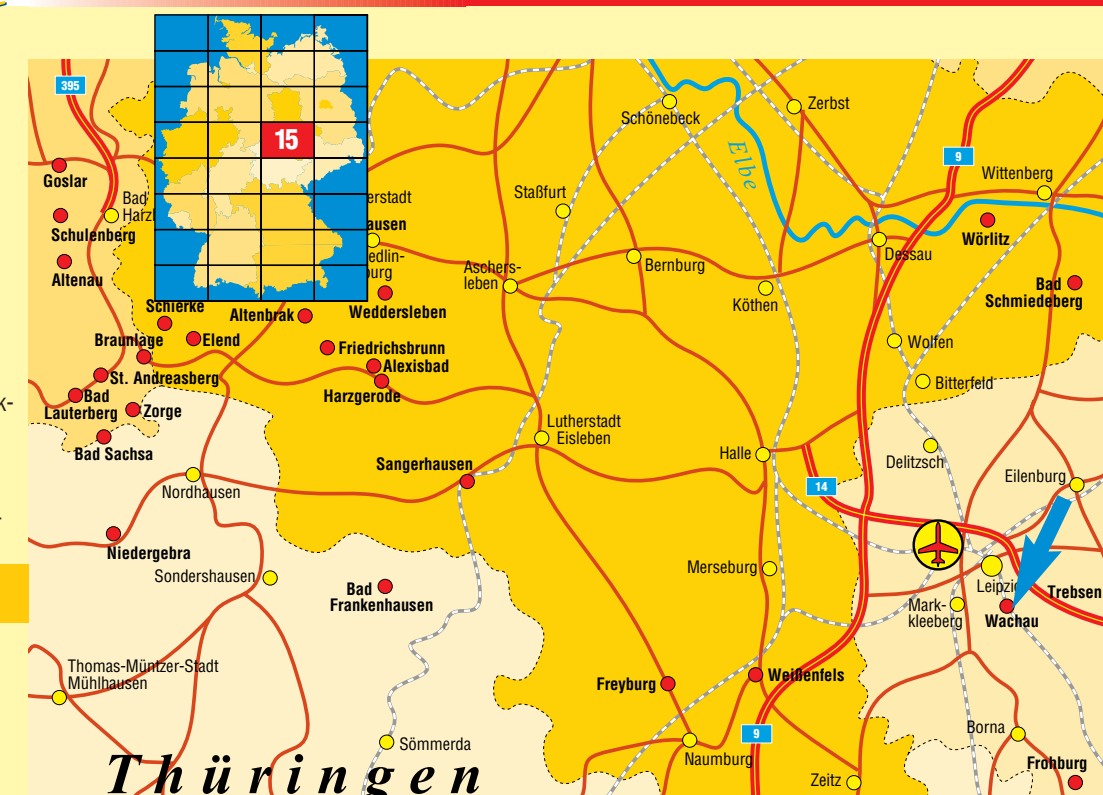 395
15
Goslar
Bad
Harzl
Schulenberg
Altenau
erstadt
ausen
edlin-
burg
Schierke
Altenbrak
Weddersleben
Braunlage
Elend
Friedrichsbrunn
Alexisbad
Harzgerode
St. Andreasberg
Bad
Lauterberg
Zorge
Bad Sachsa
k-
Schönebeck
Zerbst
Elbe
9
Wittenberg
Staßfurt
Wörlitz
Dessau
Aschers-
leben
Bernburg
Köthen
Bad
Schmiedeberg
Wolfen
Bitterfeld
Lutherstadt
Eisleben
Halle
Delitzsch
Sangerhausen
14
Eilenburg
Nordhausen
Niedergebra
Sondershausen
Bad
Frankenhausen
Merseburg
Leipzig
Mark-
kleeberg
Wachau
Trebsen
Thomas-Müntzer-Stadt
Mühlhausen
Freyburg
Weißenfels
9
Borna
Sömmerda
Naumburg
Zeitz
Frohburg
Thüringen